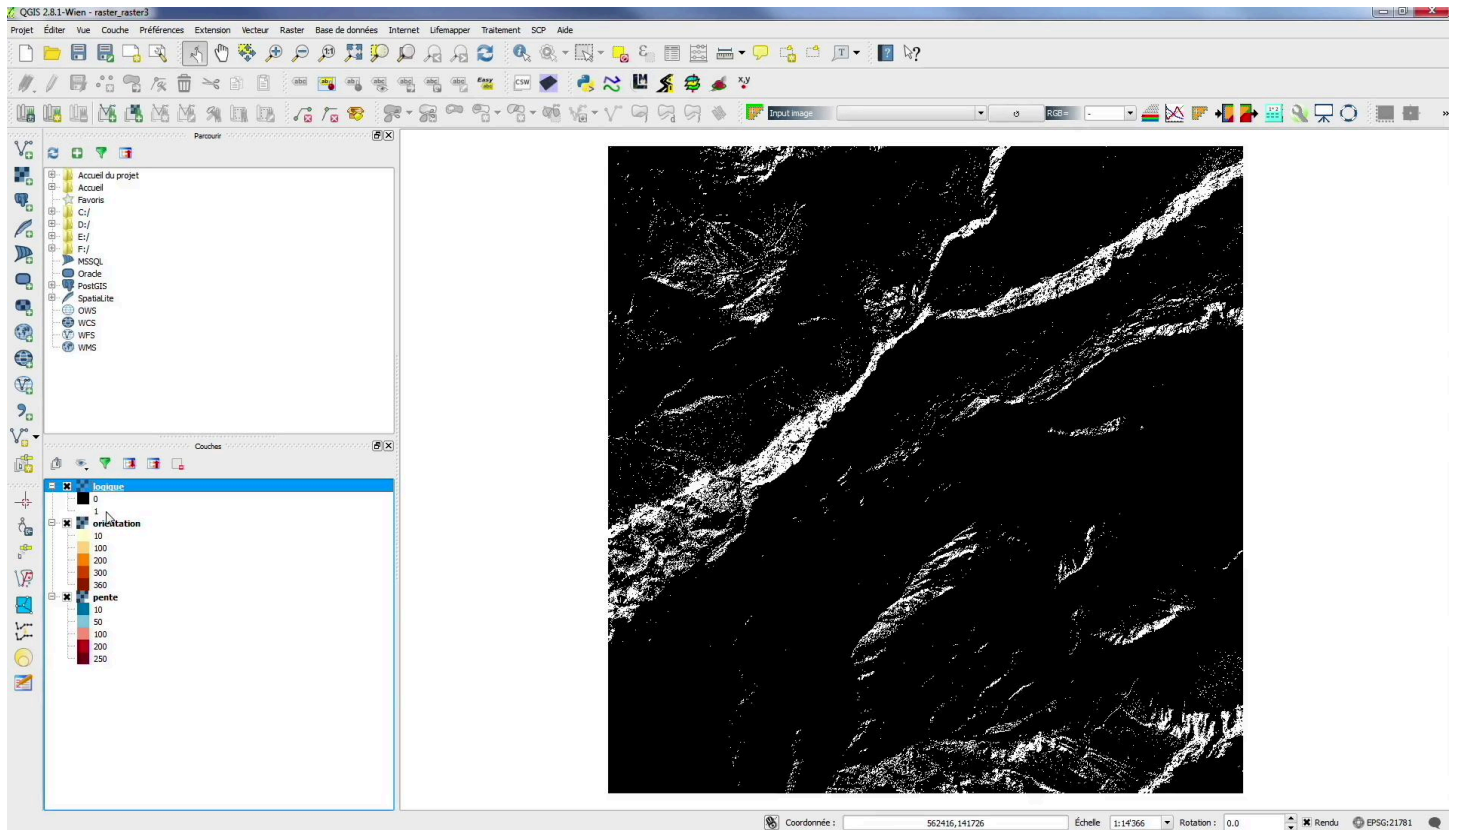 QGIS 2.8.1-Wien - raster_raster3
Projet Éditer Vue Couche Préférences Extension Vecteur Raster Base de données Internet Lifemapper Traitement SCP Aide
Input image RGB= -
Parcourir
Accueil du projet
Accueil
Favoris
C:/
D:/
E:/
F:/
MSSQL
Oracle
PostGIS
SpatiaLite
OWS
WCS
WFS
WMS
Couches
logique
0
1
orientation
10
100
200
300
360
pente
10
50
100
200
250
Coordonnée : 562416,141726 Échelle 1:14'366 Rotation : 0.0 Rendu EPSG:21781